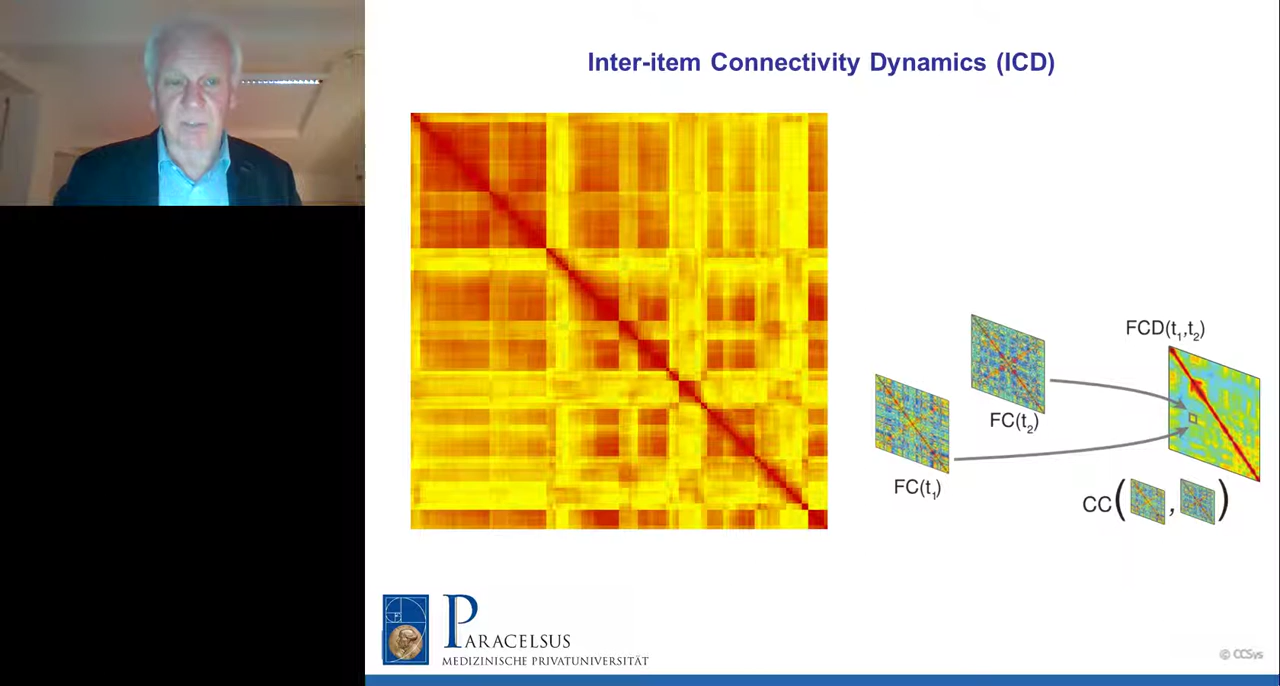 Inter-item Connectivity Dynamics (ICD)
FCD(t1,t2)
FC(t2)
FC(t1)
CC( , )
PARACELSUS
MEDIZINISCHE PRIVATUNIVERSITÄT
© CCSys